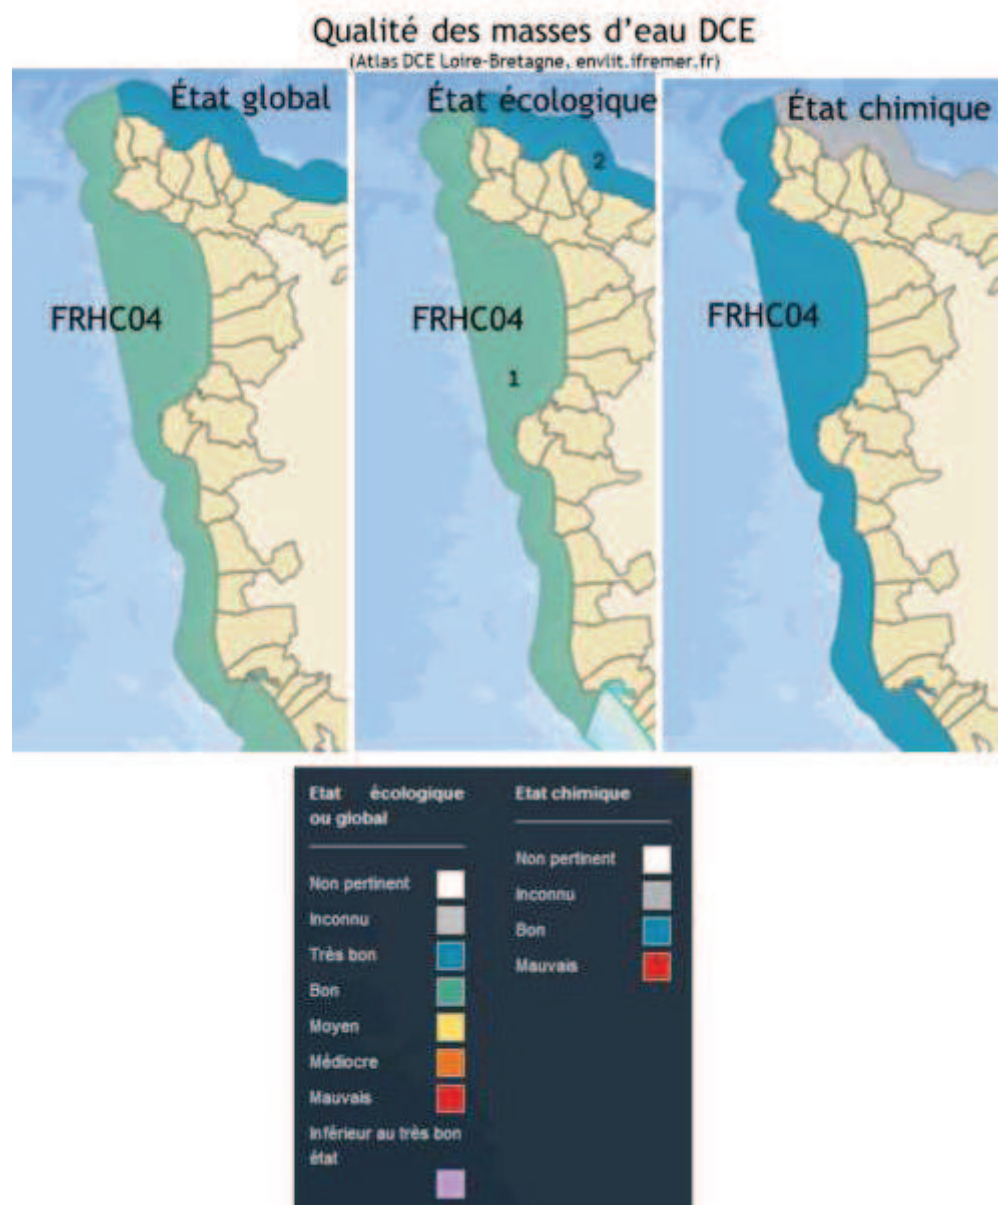 Qualité des masses d'eau DCE
(Atlas DCE Loire-Bretagne, envlit.ifremer.fr)
État global
FRHC04
État écologique
2
FRHC04
1
État chimique
FRHC04
Etat écologique
ou global
Non pertinent
Inconnu
Très bon
Bon
Moyen
Médiocre
Mauvais
Inférieur au très bon
état
Etat chimique
Non pertinent
Inconnu
Bon
Mauvais